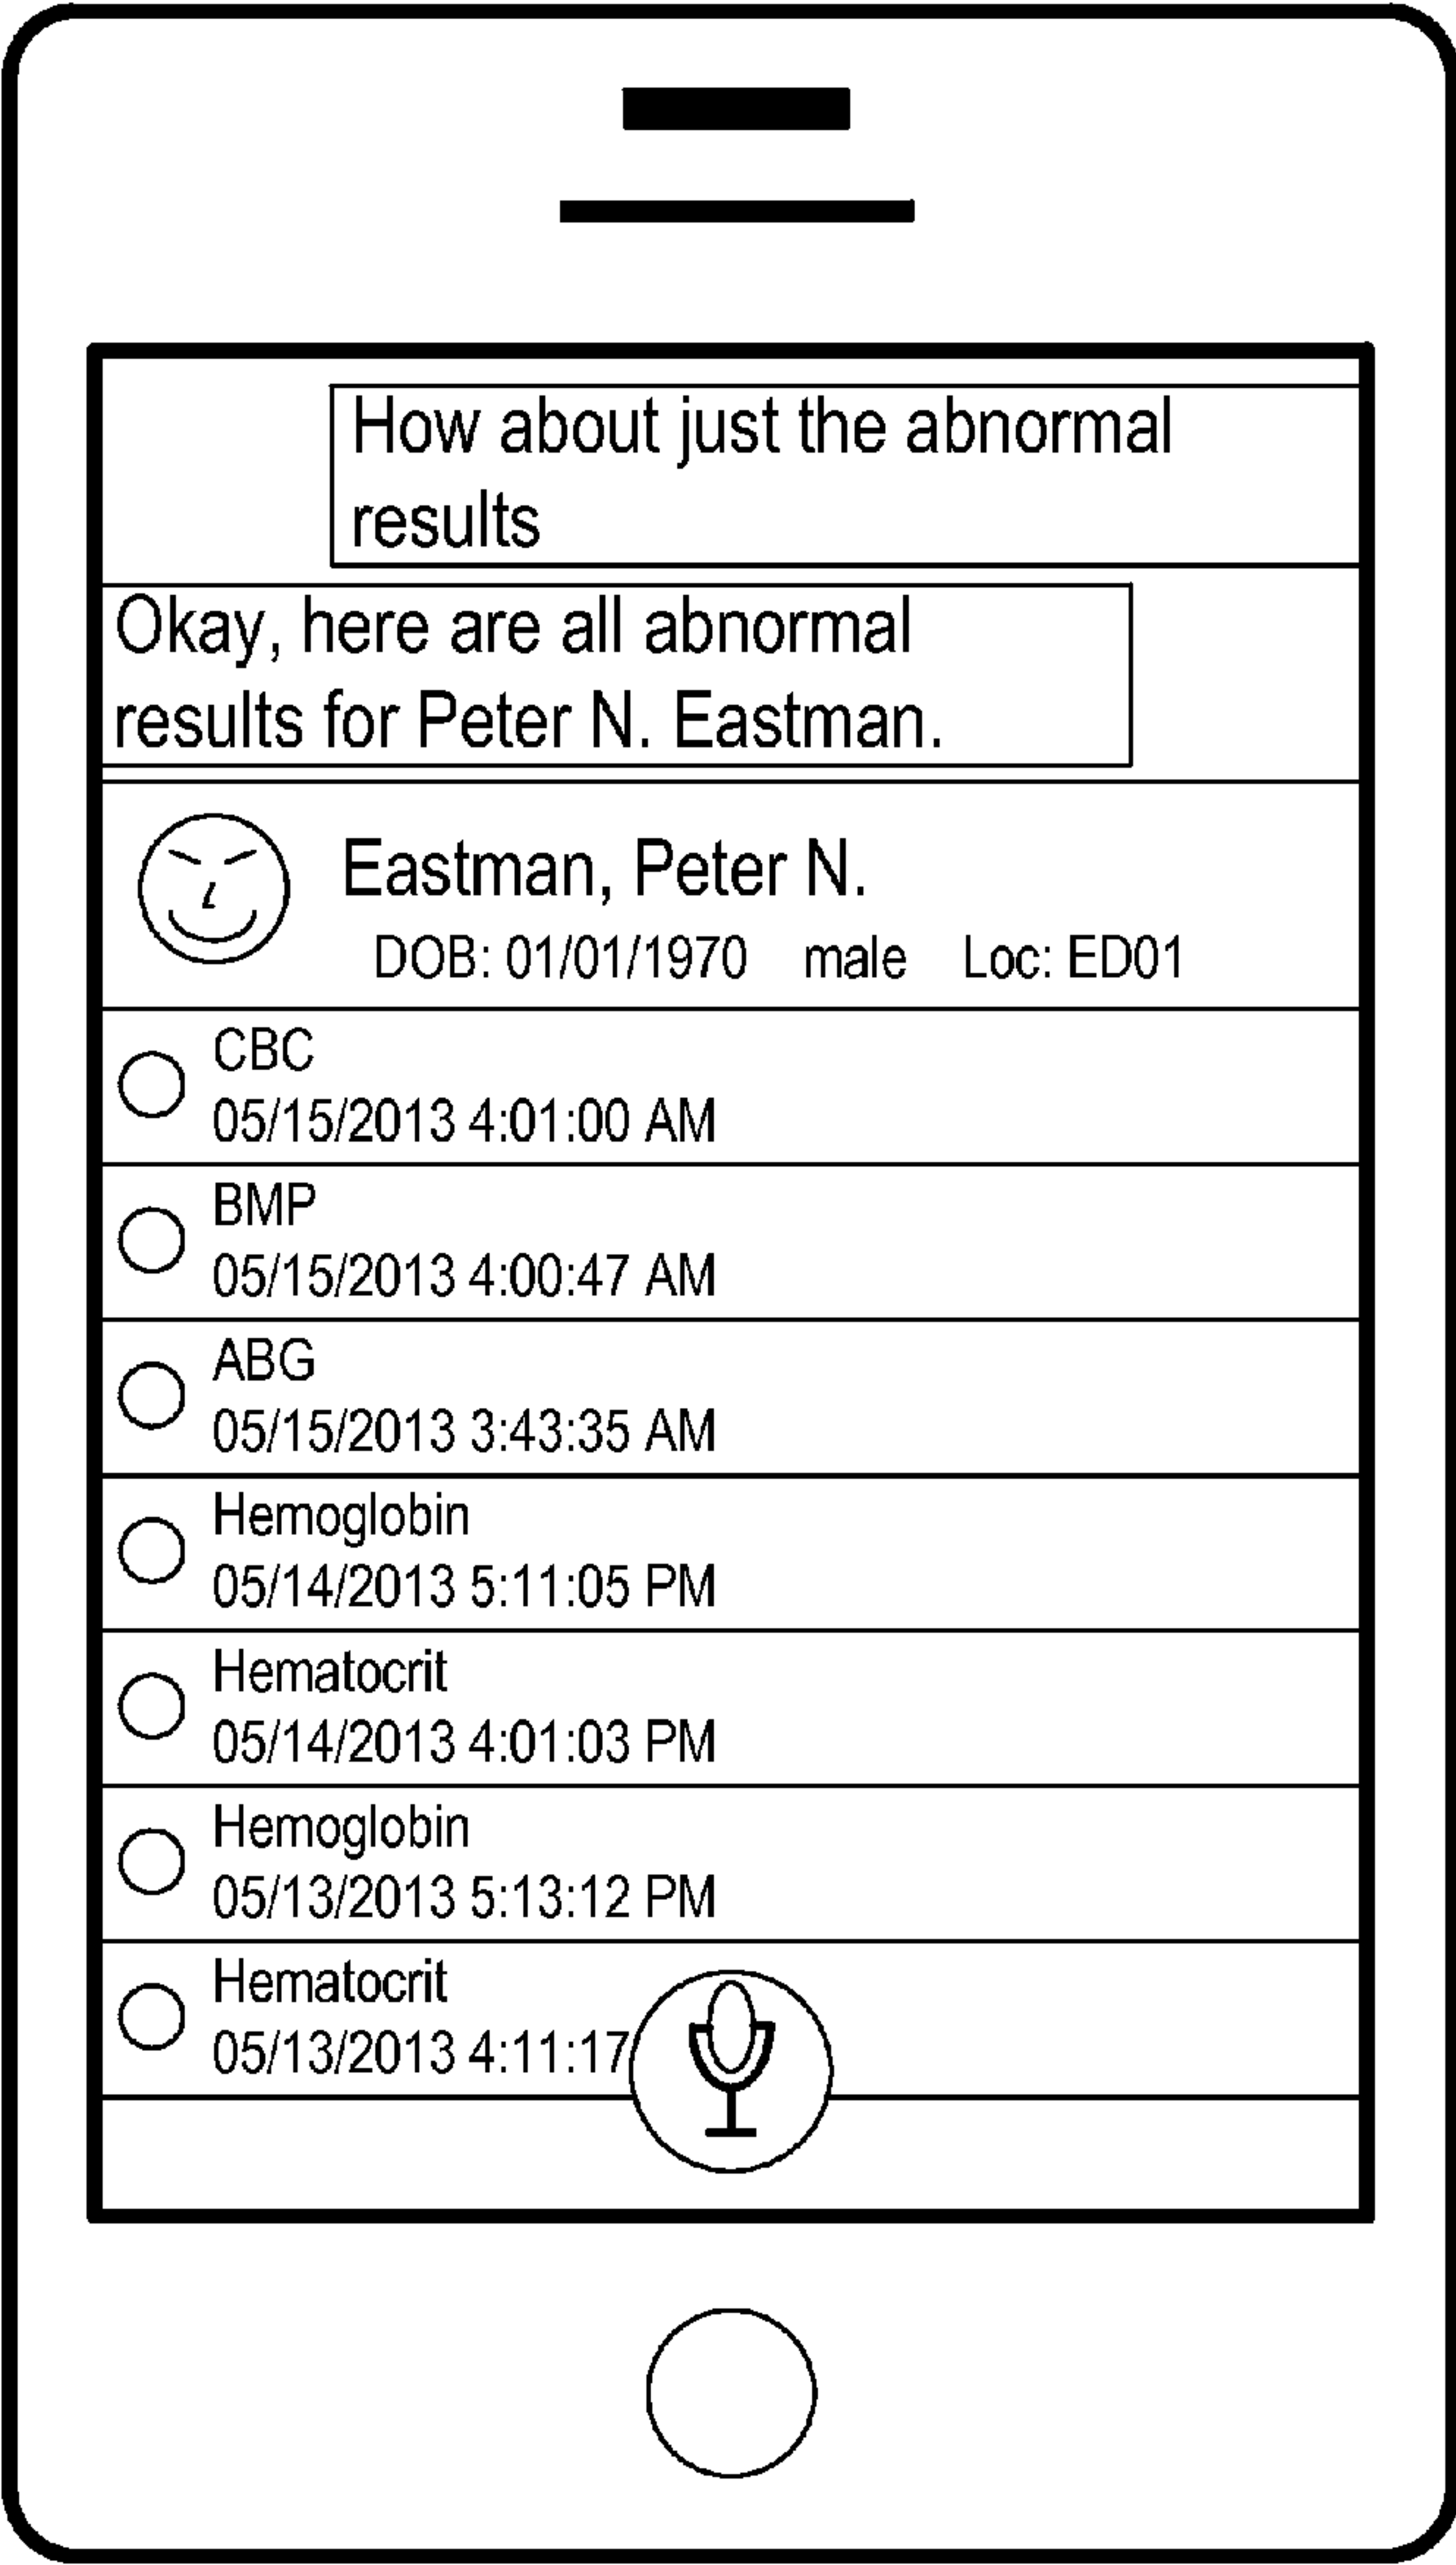 How about just the abnormal
results
Okay, here are all abnormal
results for Peter N. Eastman.
Eastman, Peter N.
DOB: 01/01/1970 male Loc: ED01
CBC
05/15/2013 4:01:00 AM
BMP
05/15/2013 4:00:47 AM
ABG
05/15/2013 3:43:35 AM
Hemoglobin
05/14/2013 5:11:05 PM
Hematocrit
05/14/2013 4:01:03 PM
Hemoglobin
05/13/2013 5:13:12 PM
Hematocrit
05/13/2013 4:11:17